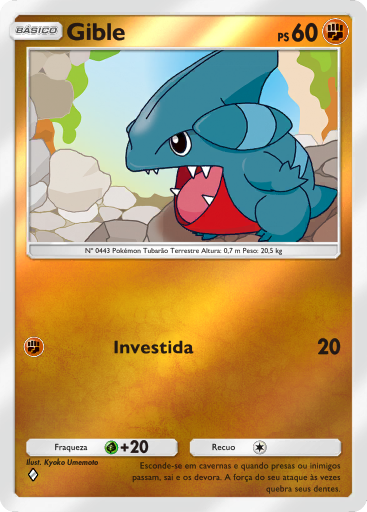 BÁSICO Gible PS 60
Nº 0443 Pokémon Tubarão Terrestre Altura: 0,7 m Peso: 20,5 kg
Investida 20
Fraqueza +20 Recuo
Ilust. Kyoko Umemoto
Esconde-se em cavernas e quando presas ou inimigos
passam, sai e os devora. A força do seu ataque às vezes
quebra seus dentes.